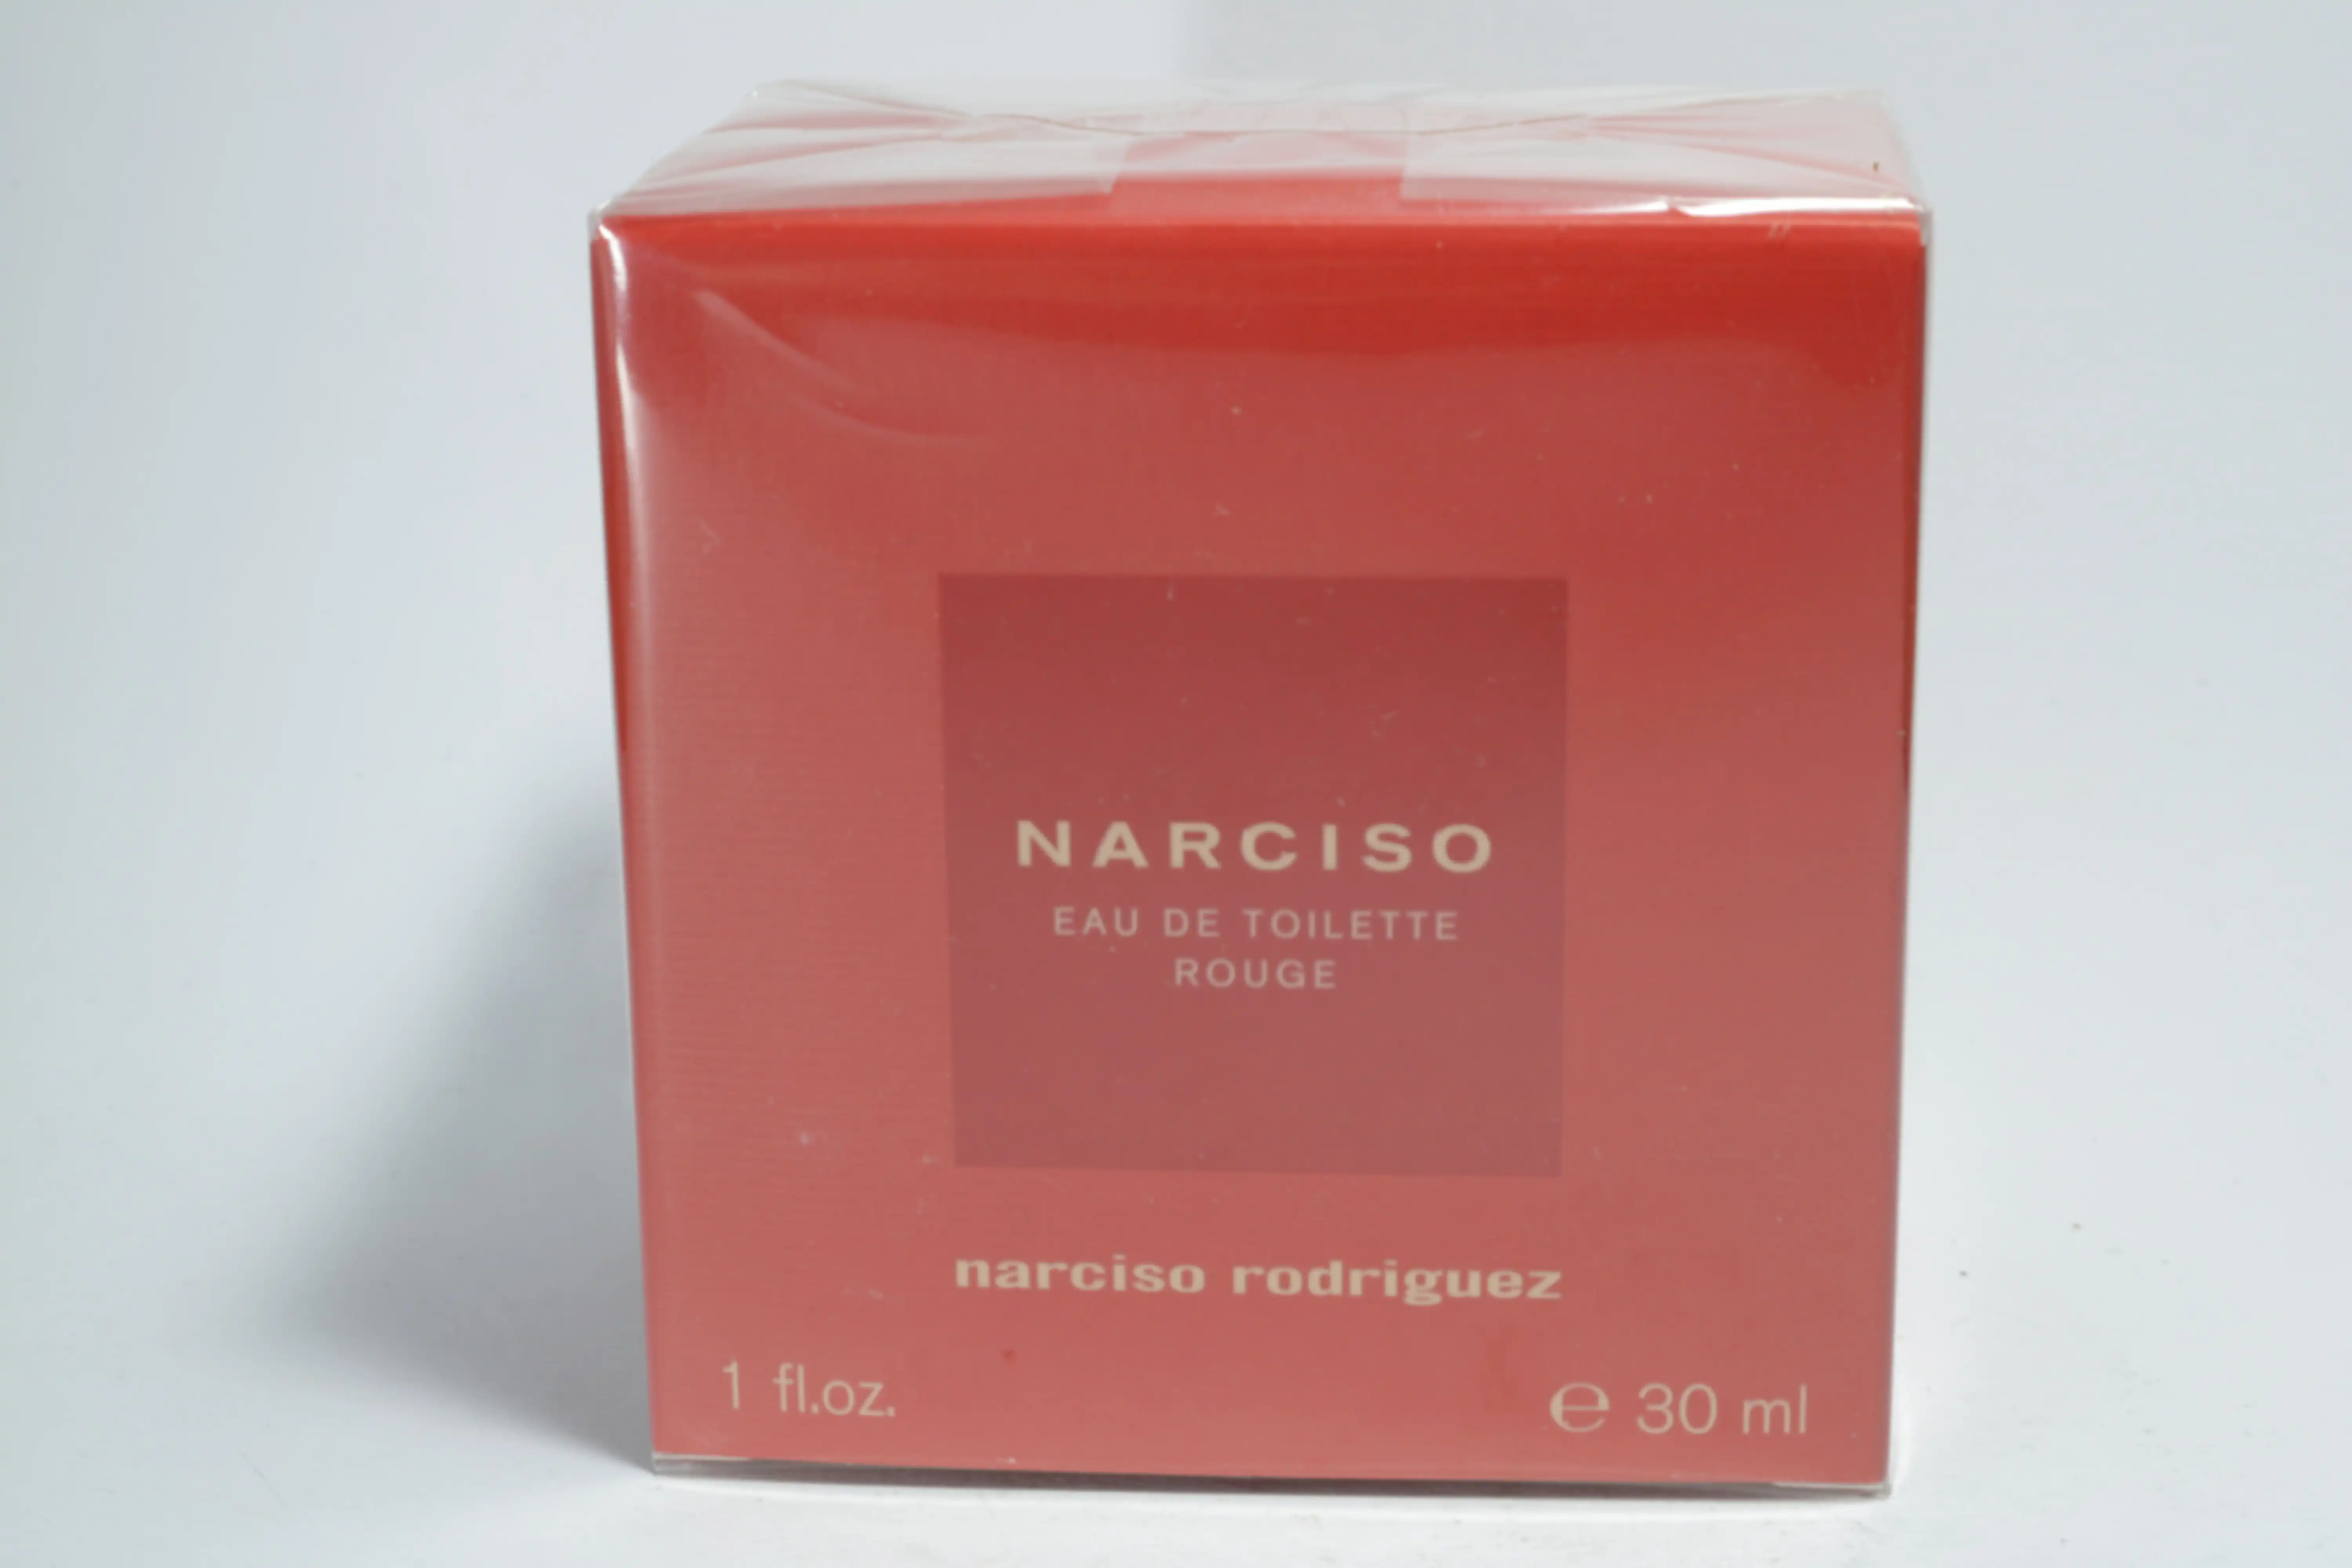 NARCISO
EAU DE TOILETTE
ROUGE
narciso rodriguez
1 fl.oz.
℮ 30 ml